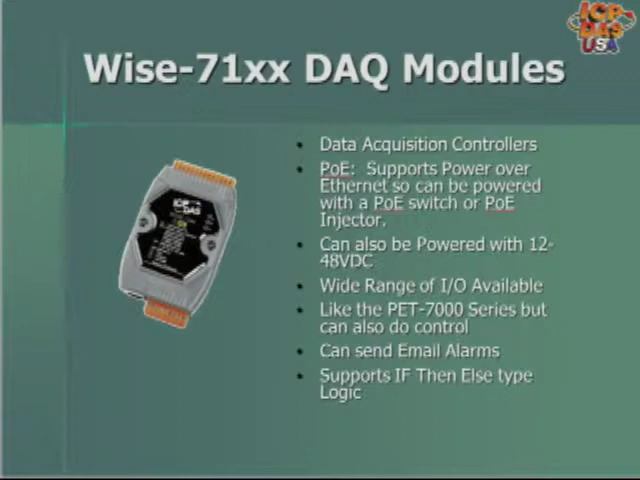 ICP
DAS
USA
Wise-71xx DAQ Modules
• Data Acquisition Controllers
• PoE: Supports Power over
Ethernet so can be powered
with a PoE switch or PoE
Injector.
• Can also be Powered with 12-
48VDC
• Wide Range of I/O Available
• Like the PET-7000 Series but
can also do control
• Can send Email Alarms
• Supports IF Then Else type
Logic
ICP
DAS